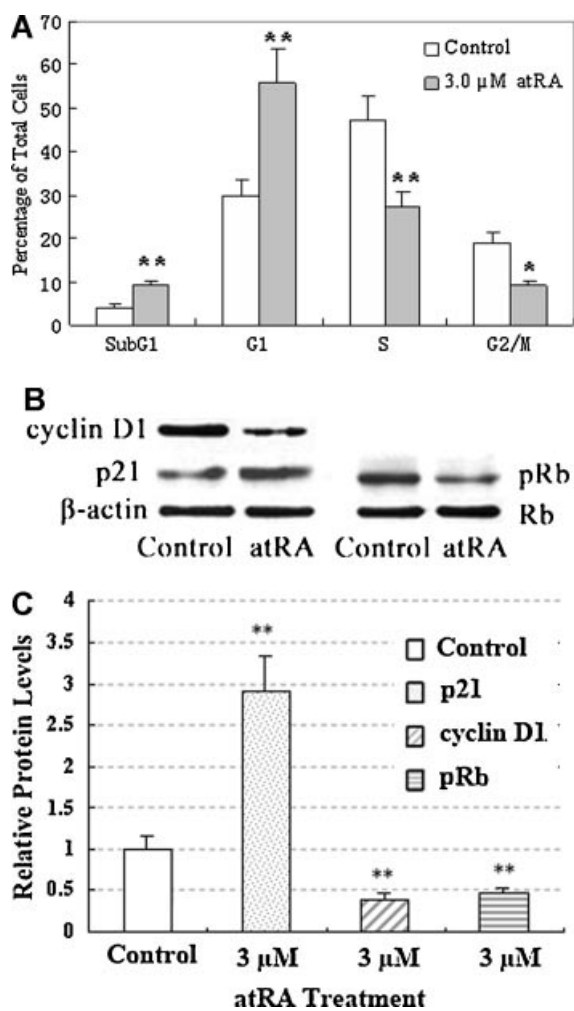 A
70
60
50
40
30
20
10
0
Percentage of Total Cells
Control
3.0 μM atRA
**
**
**
*
SubG1 G1 S G2/M
B
cyclin D1
p21
β-actin
pRb
Rb
Control atRA Control atRA
C
4
3.5
3
2.5
2
1.5
1
0.5
0
Relative Protein Levels
**
**
**
Control
p21
cyclin D1
pRb
Control 3 μM 3 μM 3 μM
atRA Treatment